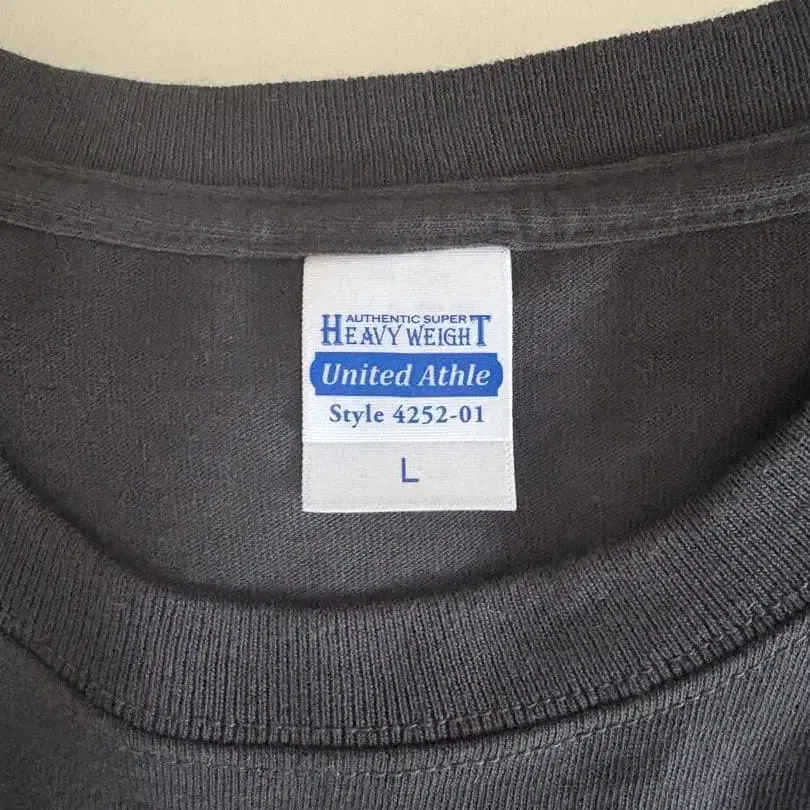 AUTHENTIC SUPER
HEAVY WEIGHT
United Athle
Style 4252-01
L